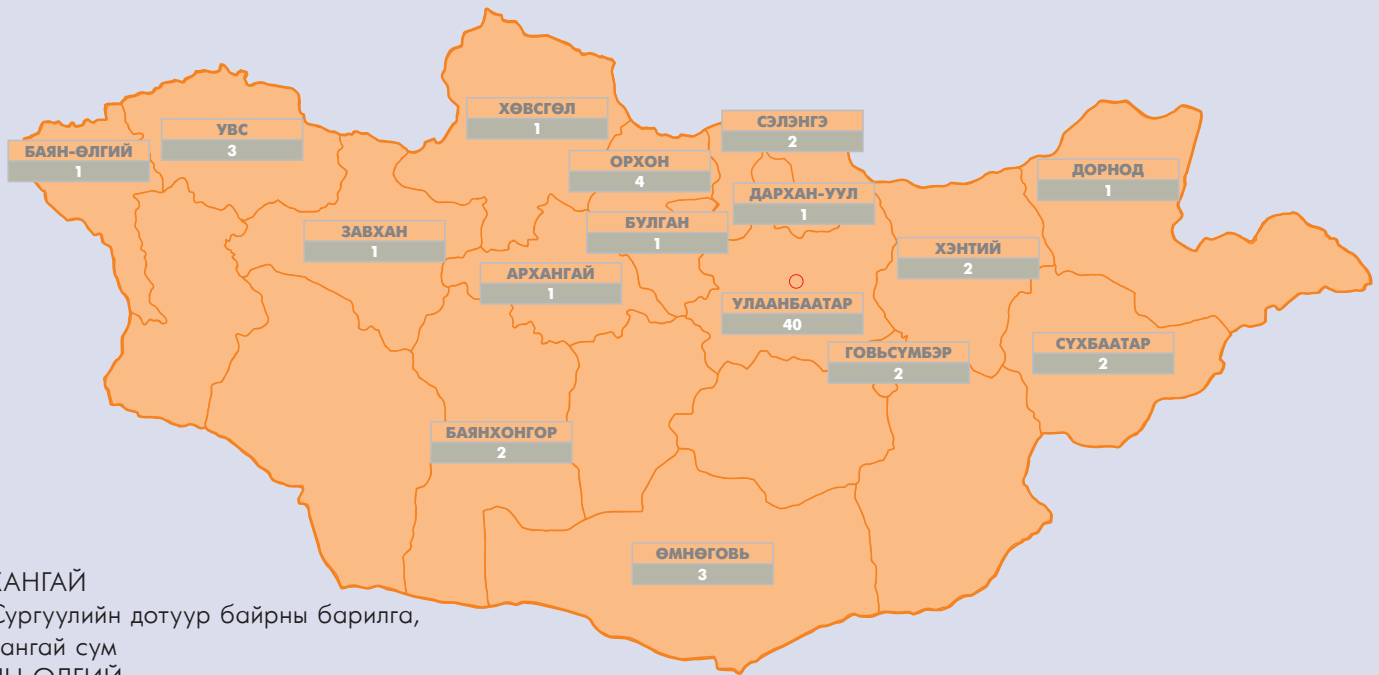 ХӨВСГӨЛ
1
СЭЛЭНГЭ
2
УВС
3
БАЯН-ӨЛГИЙ
1
ОРХОН
4
ДОРНОД
1
ДАРХАН-УУЛ
1
БУЛГАН
1
ЗАВХАН
1
ХЭНТИЙ
2
АРХАНГАЙ
1
УЛААНБААТАР
40
СҮХБААТАР
2
ГОВЬСҮМБЭР
2
БАЯНХОНГОР
2
ӨМНӨГОВЬ
3
ХАНГАЙ
Сургуулийн дотуур байрны барилга,
ангай сум